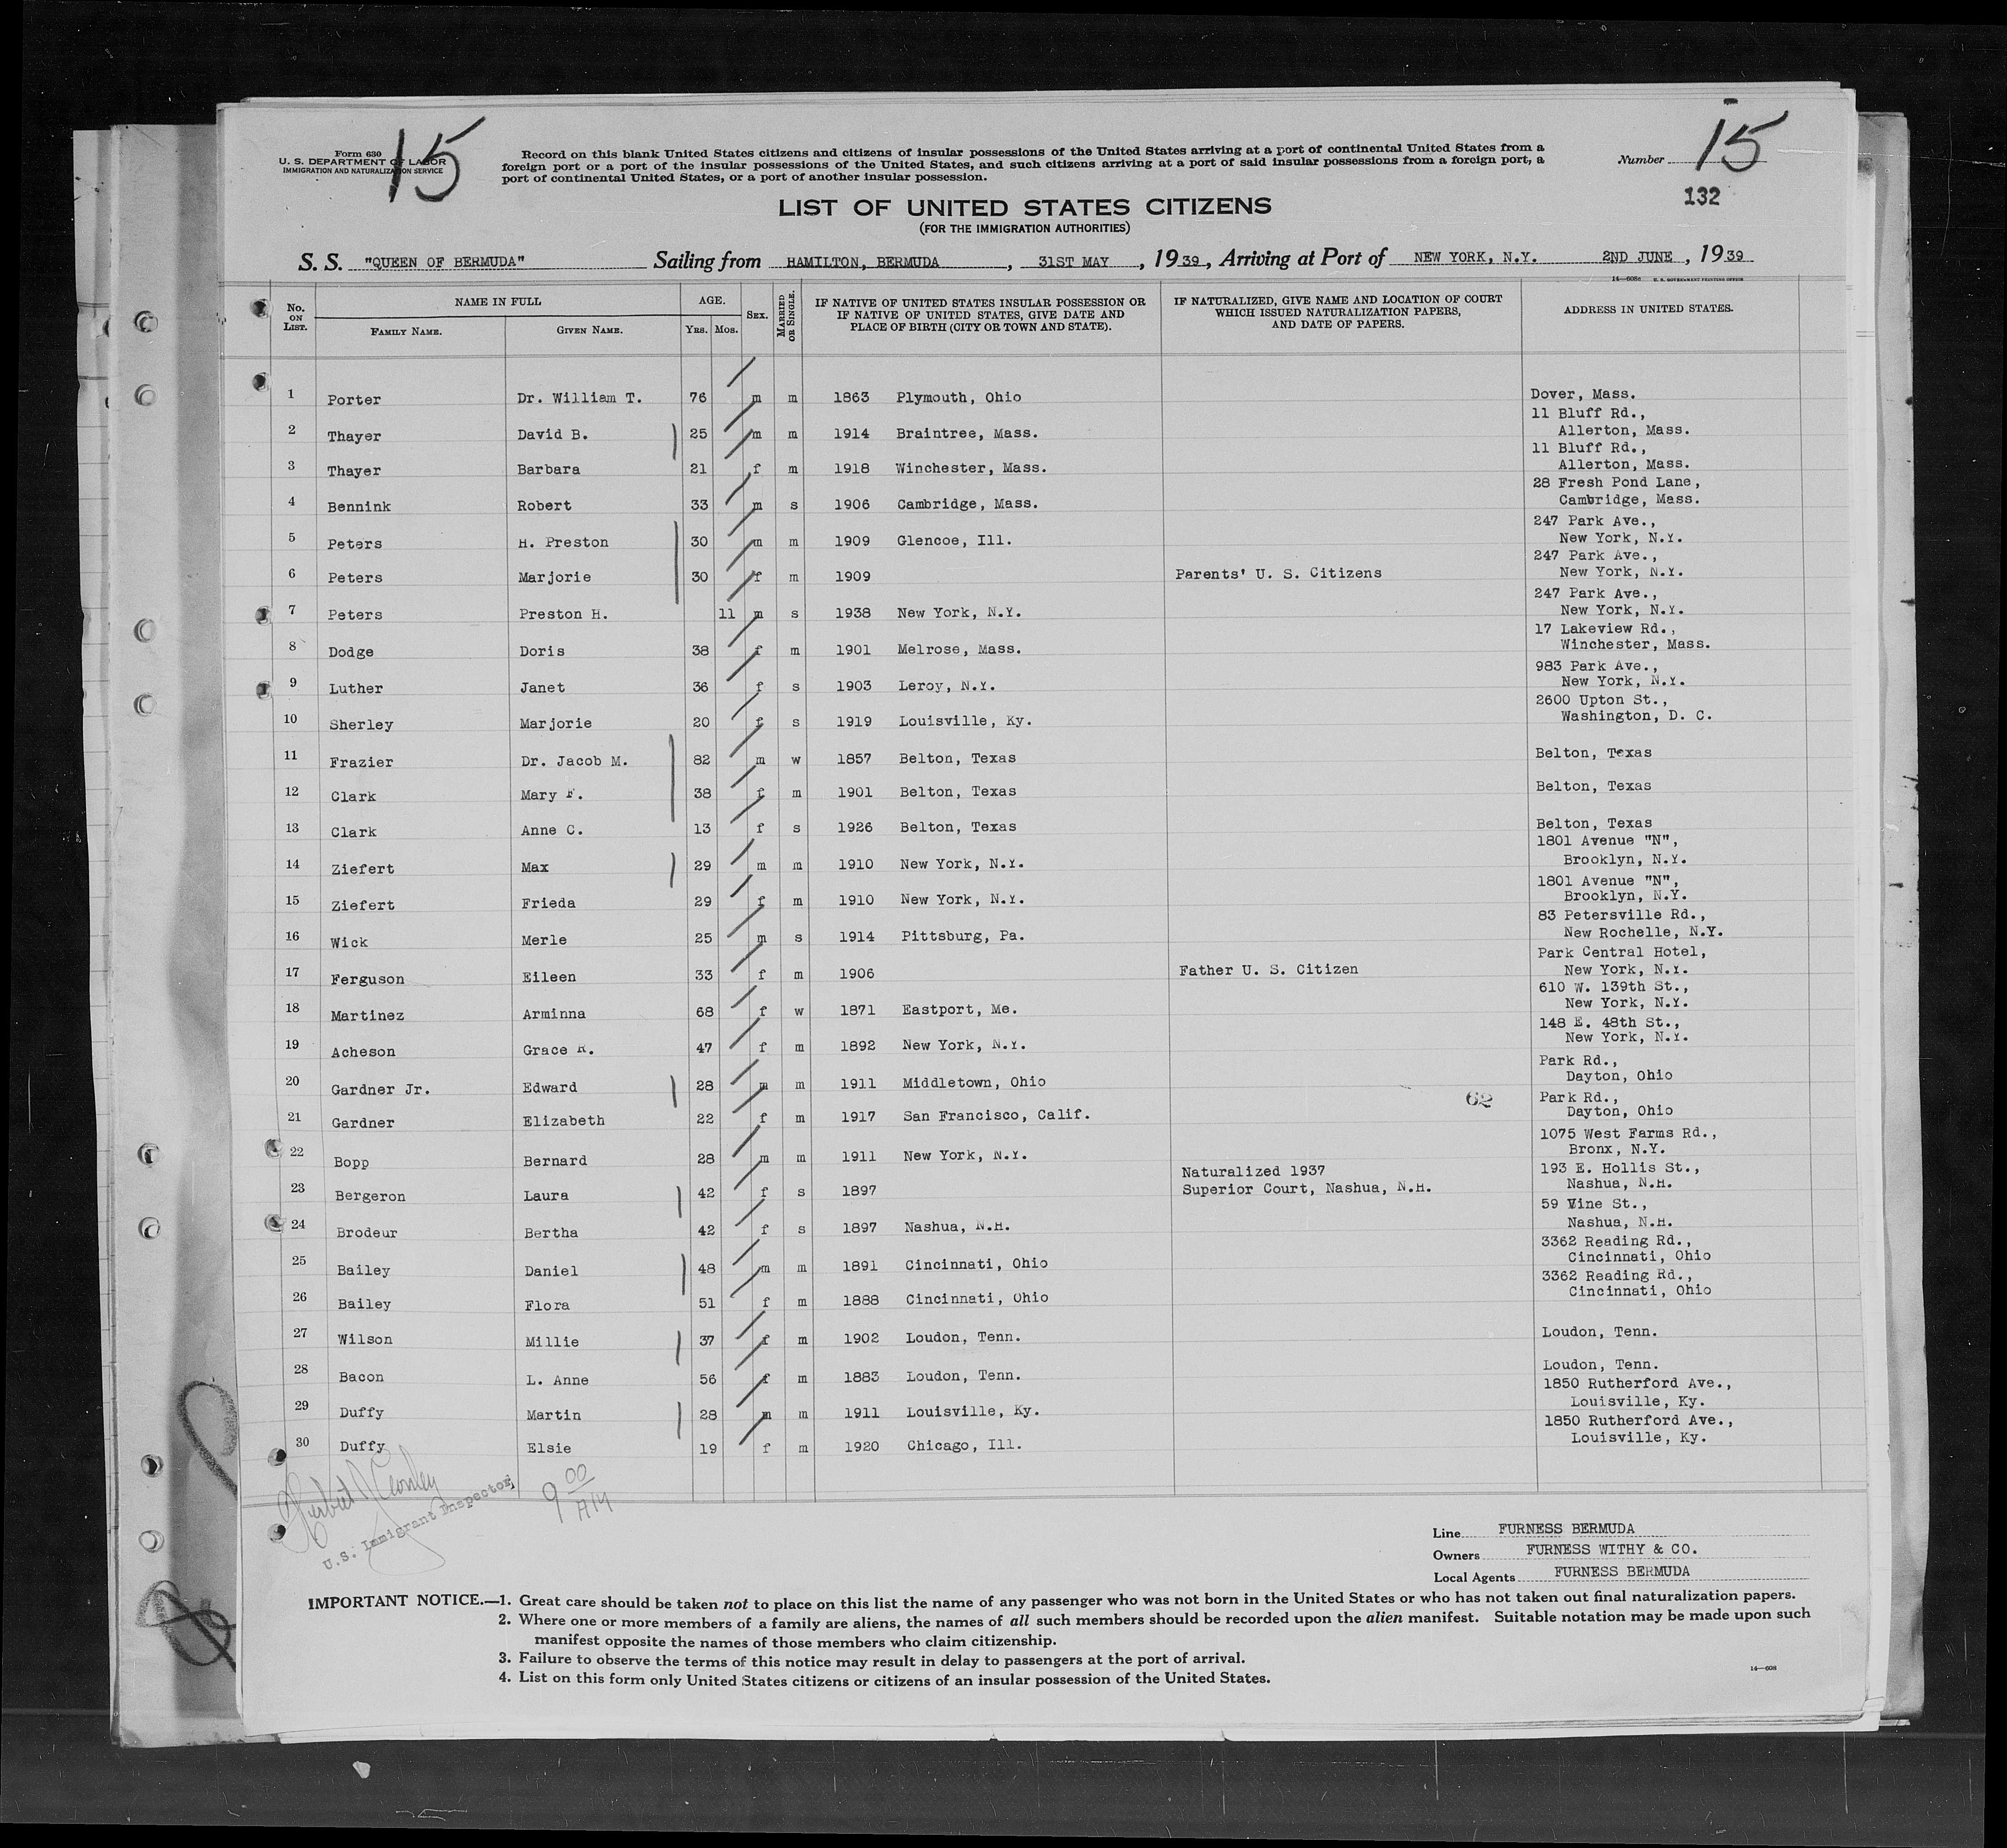 15
15
Form 630
U. S. DEPARTMENT OF LABOR
IMMIGRATION AND NATURALIZATION SERVICE
Record on this blank United States citizens and citizens of insular possessions of the United States arriving at a port of continental United States from a
foreign port or a port of the insular possessions of the United States, and such citizens arriving at a port of said insular possessions from a foreign port, a
port of continental United States, or a port of another insular possession.
Number
132
LIST OF UNITED STATES CITIZENS
(FOR THE IMMIGRATION AUTHORITIES)
S. S. "QUEEN OF BERMUDA" Sailing from HAMILTON, BERMUDA, 31ST MAY, 1939, Arriving at Port of NEW YORK, N.Y. 2ND JUNE, 1939
14—608c U. S. GOVERNMENT PRINTING OFFICE
No. ON LIST. NAME IN FULL AGE. SEX. MARRIED OR SINGLE. IF NATIVE OF UNITED STATES INSULAR POSSESSION OR IF NATIVE OF UNITED STATES, GIVE DATE AND PLACE OF BIRTH (CITY OR TOWN AND STATE). IF NATURALIZED, GIVE NAME AND LOCATION OF COURT WHICH ISSUED NATURALIZATION PAPERS, AND DATE OF PAPERS. ADDRESS IN UNITED STATES.
FAMILY NAME. GIVEN NAME. YRS. MOS.
1 Porter Dr. William T. 76 m m 1863 Plymouth, Ohio Dover, Mass.
2 Thayer David B. 25 m m 1914 Braintree, Mass. 11 Bluff Rd., Allerton, Mass.
3 Thayer Barbara 21 f m 1918 Winchester, Mass. 11 Bluff Rd., Allerton, Mass.
4 Bennink Robert 33 m s 1906 Cambridge, Mass. 28 Fresh Pond Lane, Cambridge, Mass.
5 Peters H. Preston 30 m m 1909 Glencoe, Ill. 247 Park Ave., New York, N.Y.
6 Peters Marjorie 30 f m 1909 Parents' U. S. Citizens 247 Park Ave., New York, N.Y.
7 Peters Preston H. 11 m s 1938 New York, N.Y. 247 Park Ave., New York, N.Y.
8 Dodge Doris 38 f m 1901 Melrose, Mass. 17 Lakeview Rd., Winchester, Mass.
9 Luther Janet 36 f s 1903 Leroy, N.Y. 983 Park Ave., New York, N.Y.
10 Sherley Marjorie 20 f s 1919 Louisville, Ky. 2600 Upton St., Washington, D. C.
11 Frazier Dr. Jacob M. 82 m w 1857 Belton, Texas Belton, Texas
12 Clark Mary F. 38 f m 1901 Belton, Texas Belton, Texas
13 Clark Anne C. 13 f s 1926 Belton, Texas Belton, Texas
14 Ziefert Max 29 m m 1910 New York, N.Y. 1801 Avenue "N", Brooklyn, N.Y.
15 Ziefert Frieda 29 f m 1910 New York, N.Y. 1801 Avenue "N", Brooklyn, N.Y.
16 Wick Merle 25 m s 1914 Pittsburg, Pa. 83 Petersville Rd., New Rochelle, N.Y.
17 Ferguson Eileen 33 f m 1906 Father U. S. Citizen Park Central Hotel, New York, N.Y.
18 Martinez Arminna 68 f w 1871 Eastport, Me. 610 W. 139th St., New York, N.Y.
19 Acheson Grace R. 47 f m 1892 New York, N.Y. 148 E. 48th St., New York, N.Y.
20 Gardner Jr. Edward 28 m m 1911 Middletown, Ohio Park Rd., Dayton, Ohio
21 Gardner Elizabeth 22 f m 1917 San Francisco, Calif. 62 Park Rd., Dayton, Ohio
22 Bopp Bernard 28 m m 1911 New York, N.Y. 1075 West Farms Rd., Bronx, N.Y.
23 Bergeron Laura 42 f s 1897 Naturalized 1937 Superior Court, Nashua, N.H. 193 E. Hollis St., Nashua, N.H.
24 Brodeur Bertha 42 f s 1897 Nashua, N.H. 59 Vine St., Nashua, N.H.
25 Bailey Daniel 48 m m 1891 Cincinnati, Ohio 3362 Reading Rd., Cincinnati, Ohio
26 Bailey Flora 51 f m 1888 Cincinnati, Ohio 3362 Reading Rd., Cincinnati, Ohio
27 Wilson Millie 37 f m 1902 Loudon, Tenn. Loudon, Tenn.
28 Bacon L. Anne 56 f m 1883 Loudon, Tenn. Loudon, Tenn.
29 Duffy Martin 28 m m 1911 Louisville, Ky. 1850 Rutherford Ave., Louisville, Ky.
30 Duffy Elsie 19 f m 1920 Chicago, Ill. 1850 Rutherford Ave., Louisville, Ky.
U.S. Immigrant Inspector
9 00 AM
Line FURNESS BERMUDA
Owners FURNESS WITHY & CO.
Local Agents FURNESS BERMUDA
IMPORTANT NOTICE.—1. Great care should be taken not to place on this list the name of any passenger who was not born in the United States or who has not taken out final naturalization papers.
2. Where one or more members of a family are aliens, the names of all such members should be recorded upon the alien manifest. Suitable notation may be made upon such
manifest opposite the names of those members who claim citizenship.
3. Failure to observe the terms of this notice may result in delay to passengers at the port of arrival.
4. List on this form only United States citizens or citizens of an insular possession of the United States.
14—608